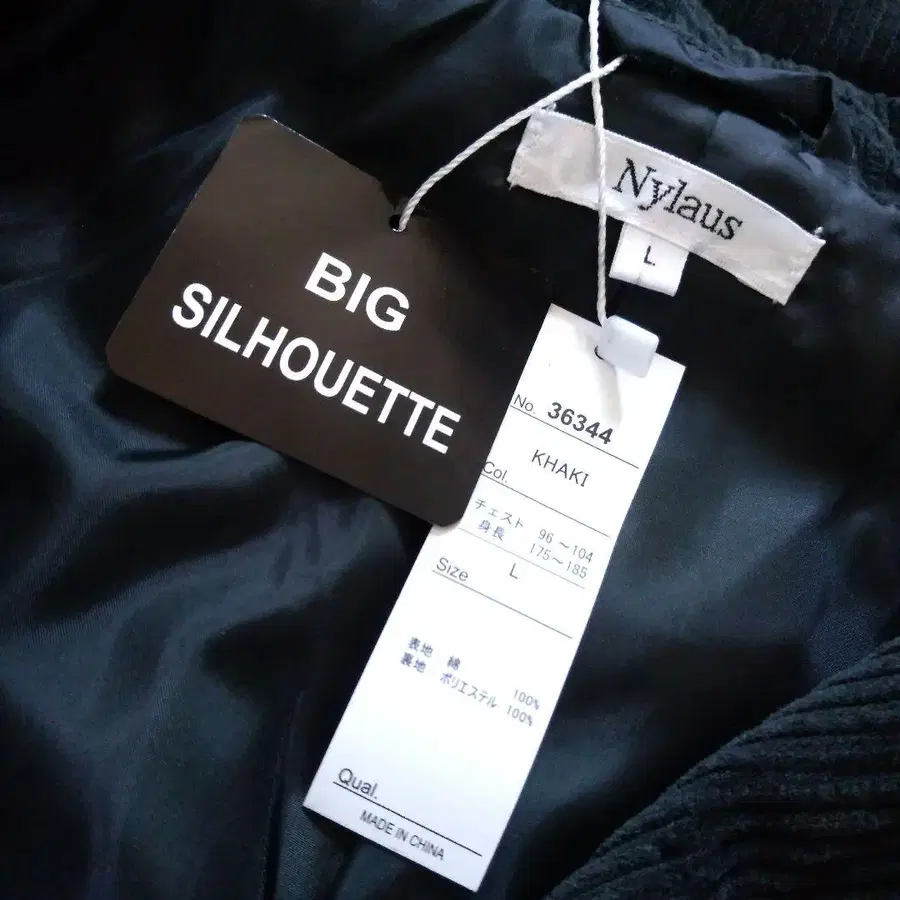 Nylaus
L
BIG
SILHOUETTE
No. 36344
KHAKI
Col.
チェスト 96～104
身長 175～185
Size L
表地 綿 100%
裏地 ポリエステル 100%
Qual.
MADE IN CHINA